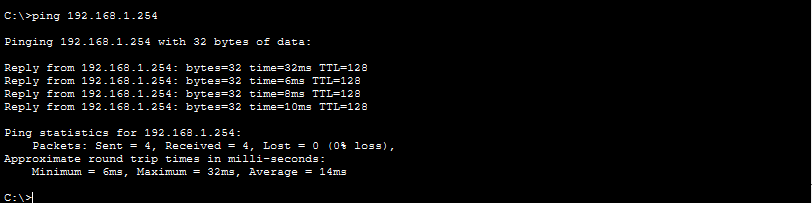 C:\>ping 192.168.1.254
Pinging 192.168.1.254 with 32 bytes of data:
Reply from 192.168.1.254: bytes=32 time=32ms TTL=128
Reply from 192.168.1.254: bytes=32 time=6ms TTL=128
Reply from 192.168.1.254: bytes=32 time=8ms TTL=128
Reply from 192.168.1.254: bytes=32 time=10ms TTL=128
Ping statistics for 192.168.1.254:
    Packets: Sent = 4, Received = 4, Lost = 0 (0% loss),
Approximate round trip times in milli-seconds:
    Minimum = 6ms, Maximum = 32ms, Average = 14ms
C:\>